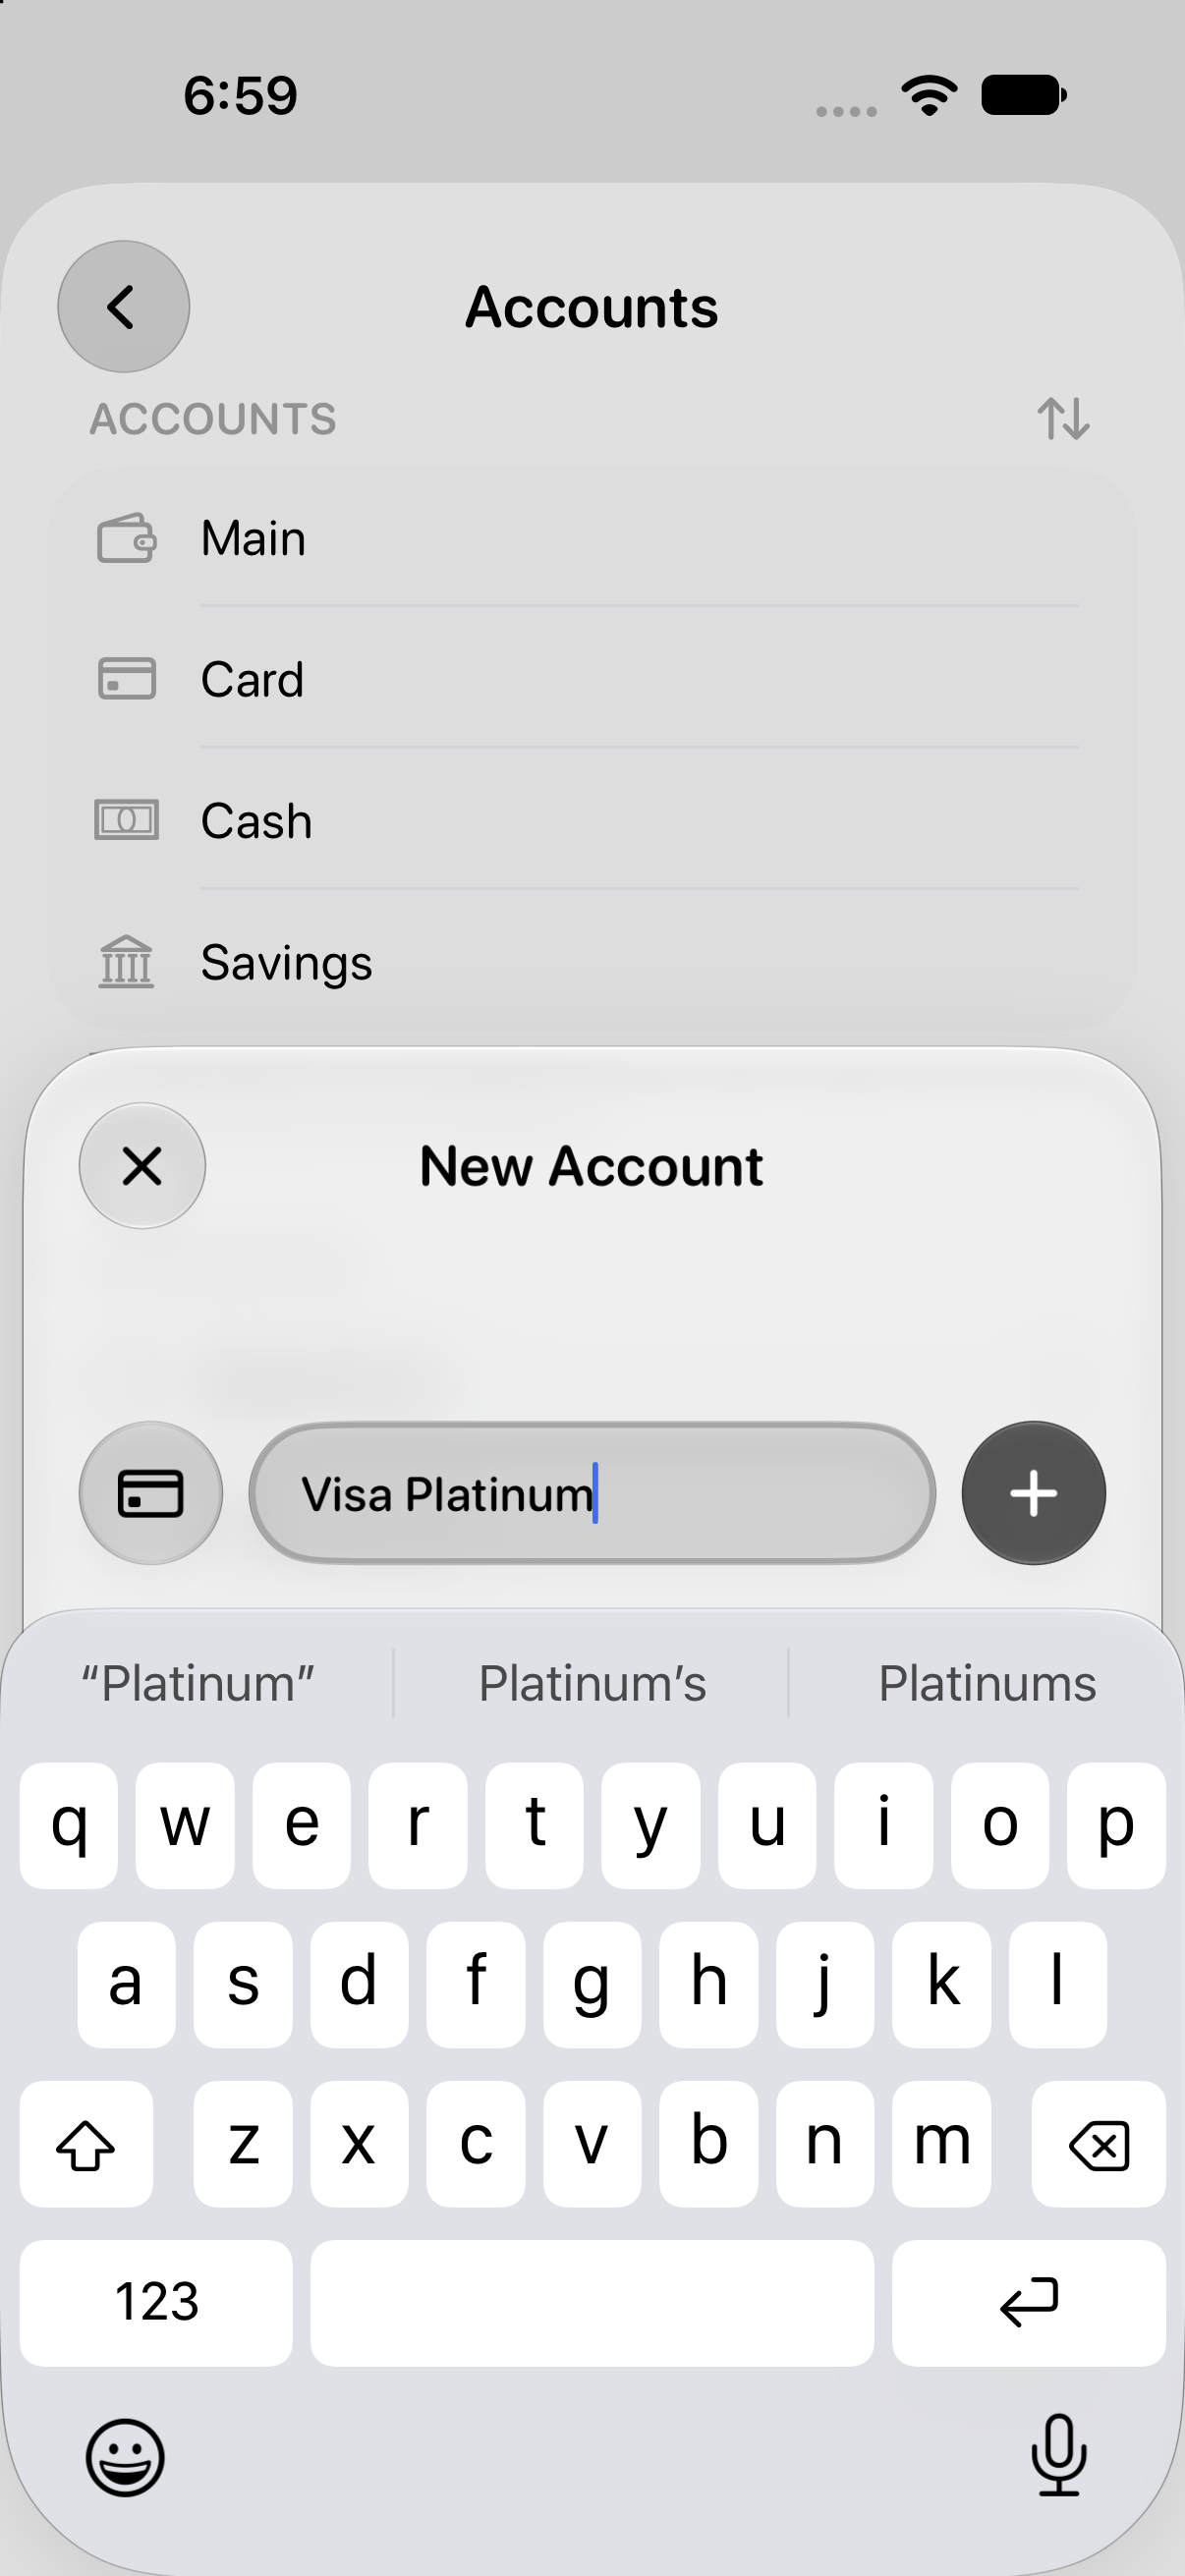 6:59
Accounts
ACCOUNTS
Main
Card
Cash
Savings
New Account
Visa Platinum
“Platinum” Platinum’s Platinums
q w e r t y u i o p
a s d f g h j k l
z x c v b n m
123